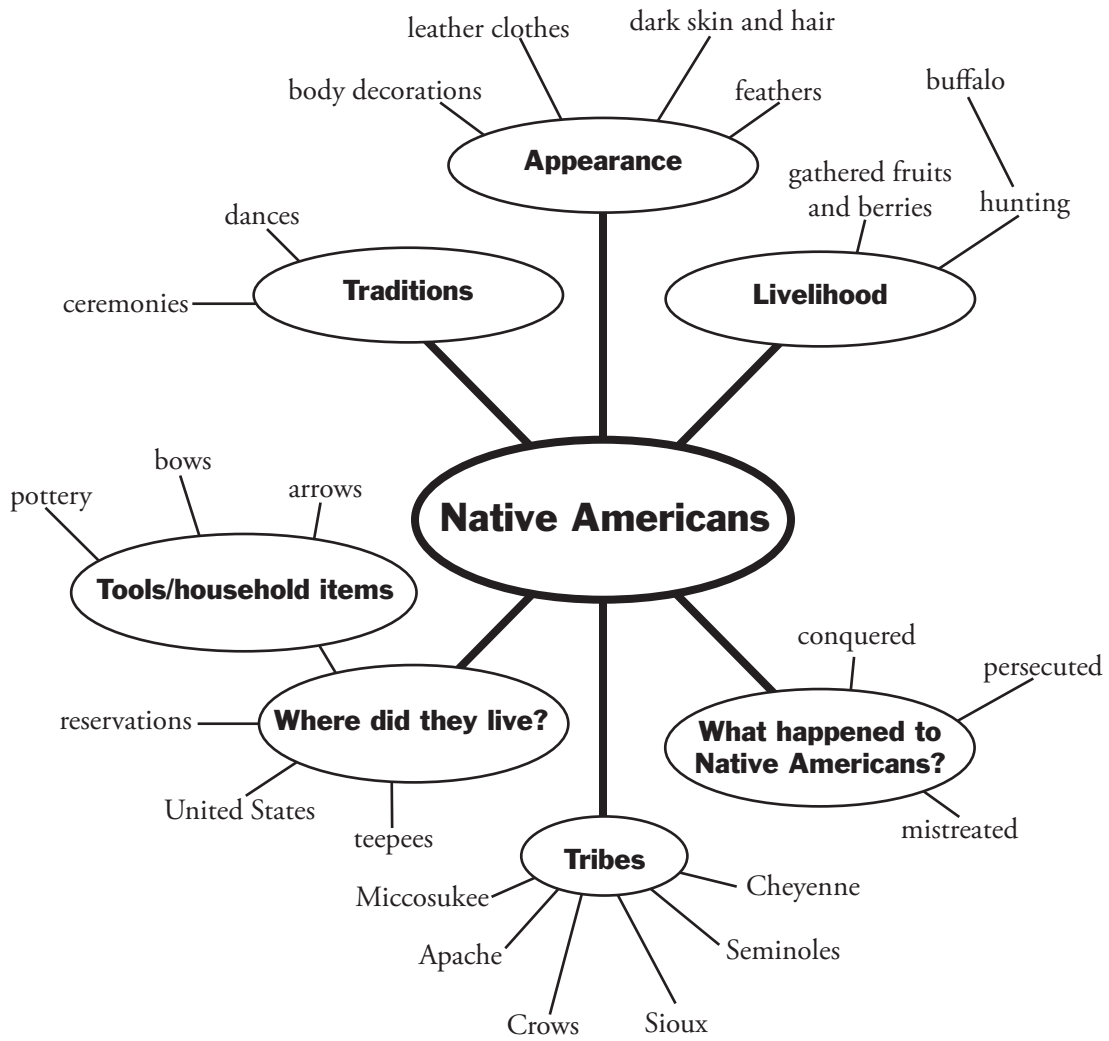 leather clothes
dark skin and hair
body decorations
feathers
buffalo
Appearance
gathered fruits
and berries
hunting
dances
ceremonies
Traditions
Livelihood
Native Americans
bows
pottery
arrows
Tools/household items
reservations
Where did they live?
United States
teepees
conquered
persecuted
What happened to
Native Americans?
mistreated
Tribes
Miccosukee
Cheyenne
Apache
Seminoles
Crows
Sioux